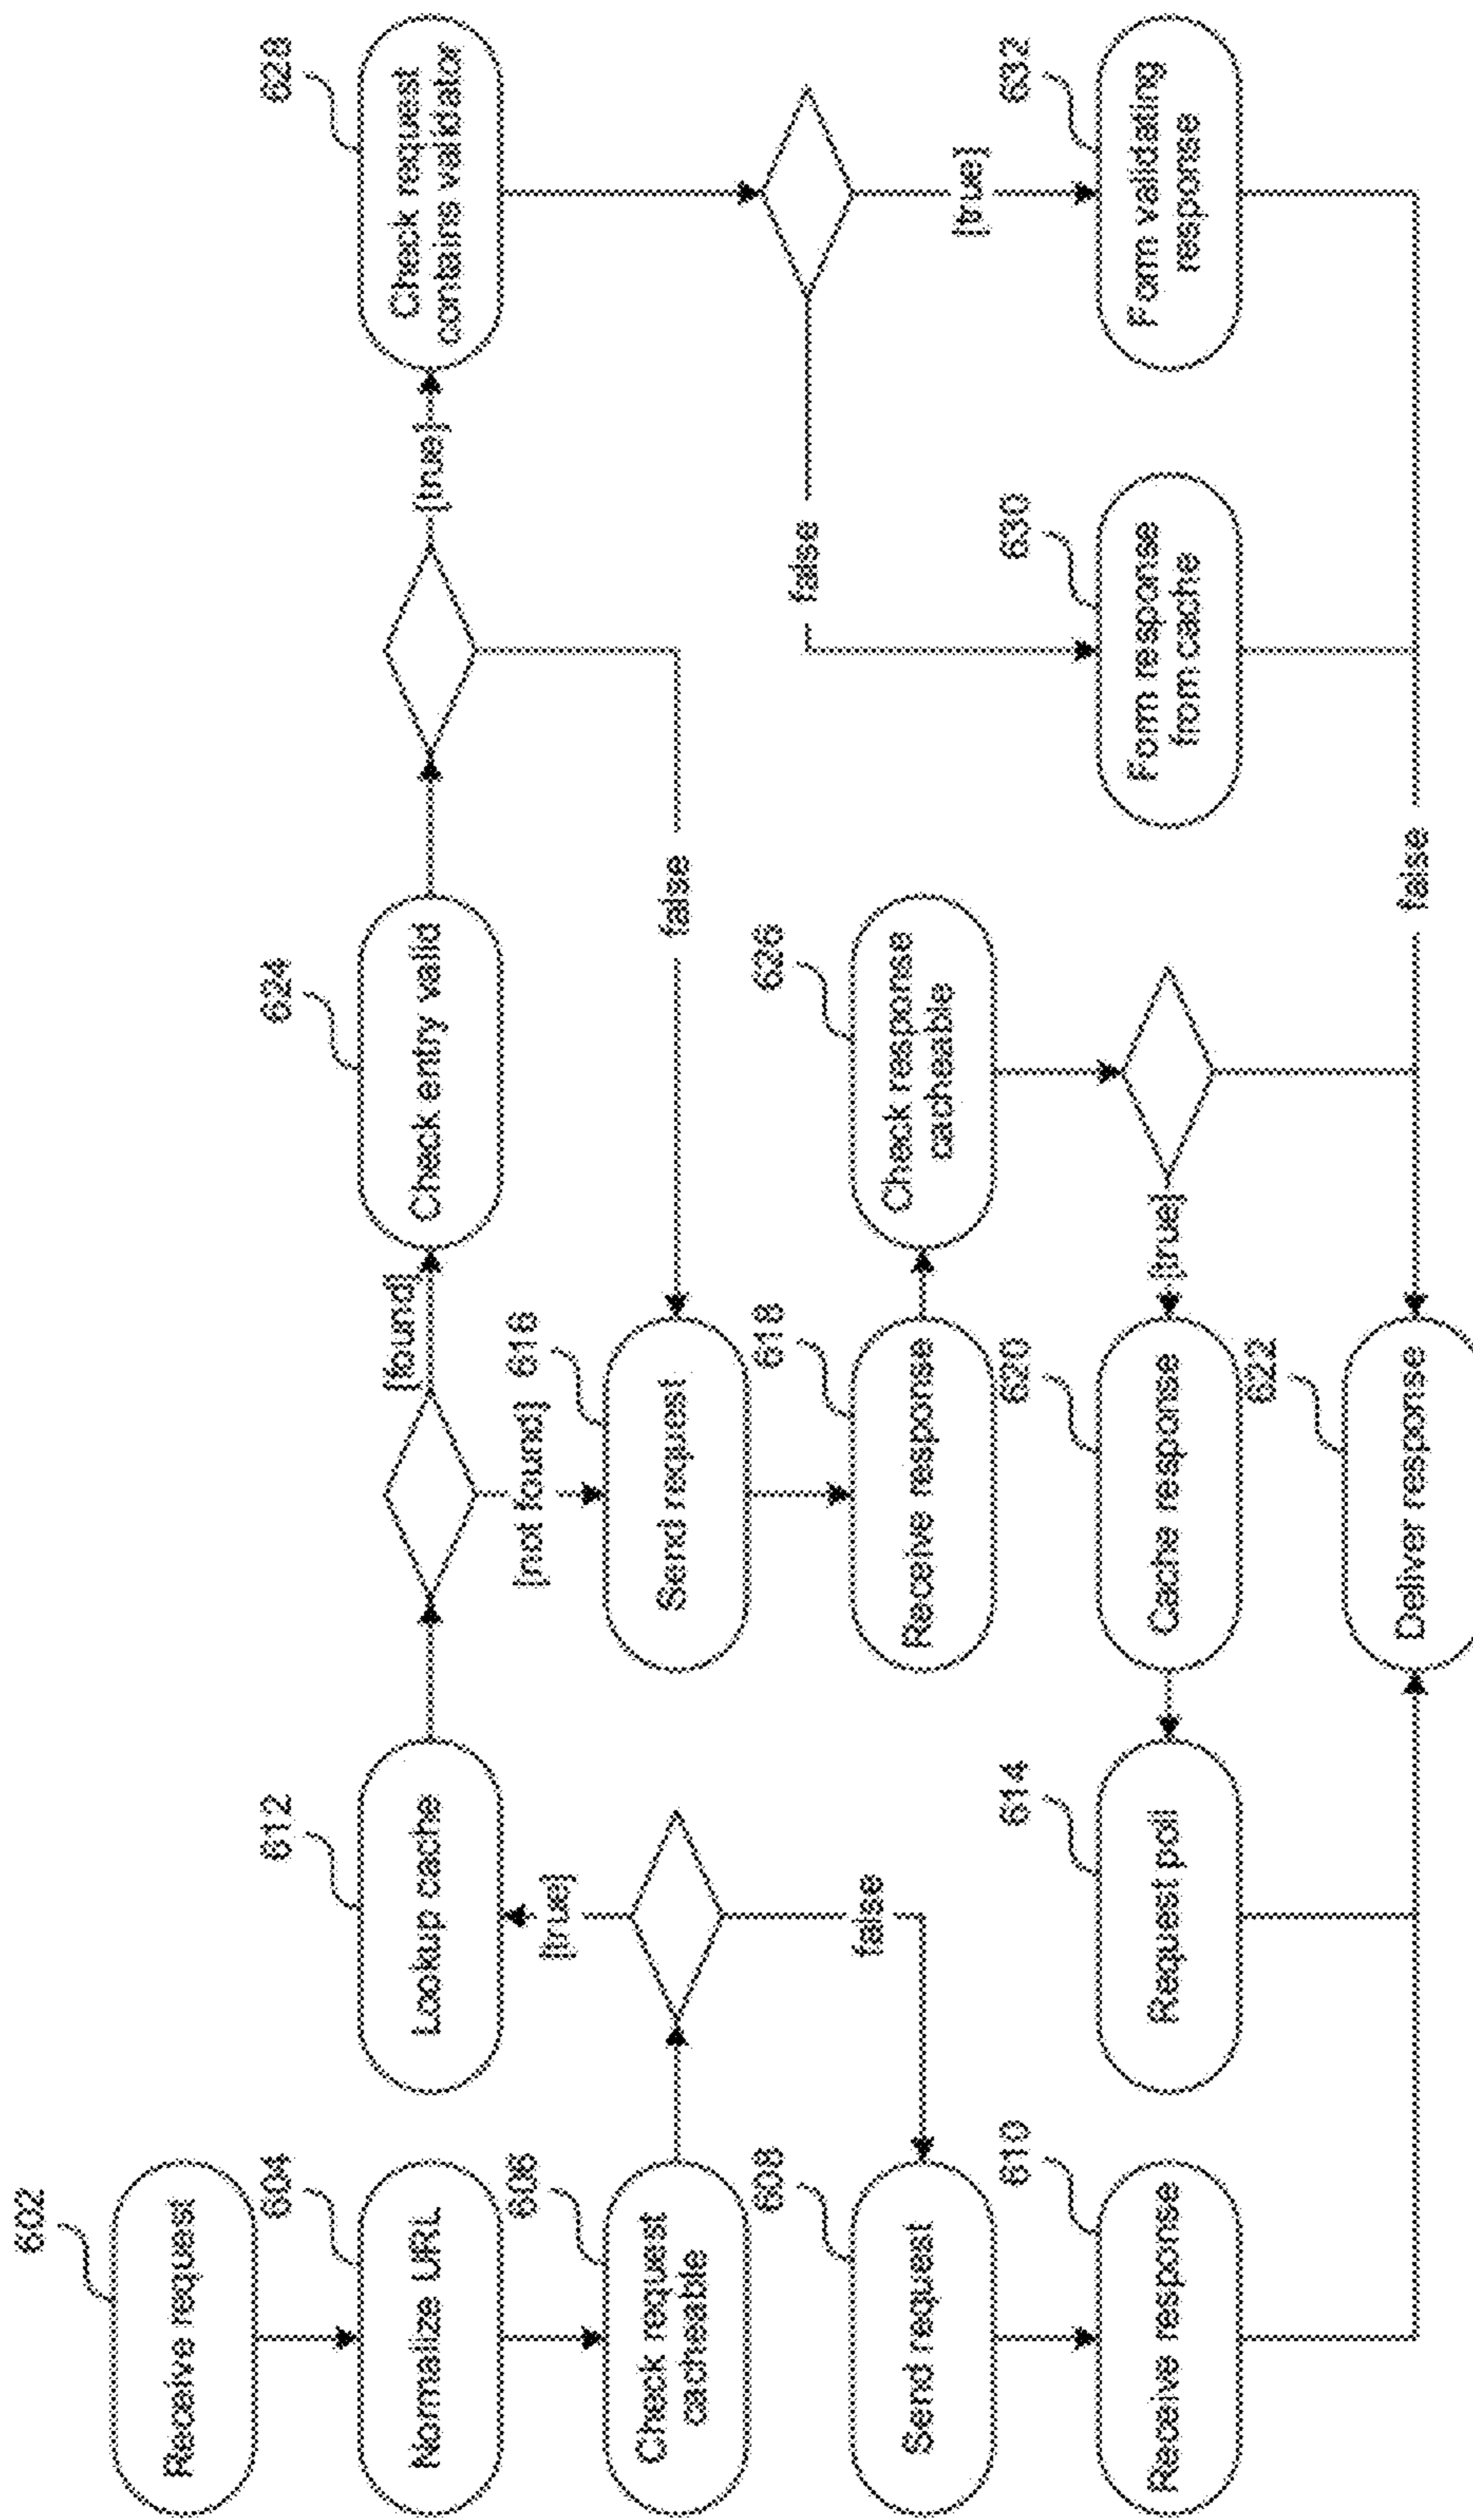 602
Receive request
604
Normalize URL
606
Check request
cacheable
608
Send request
610
Receive response
612
Lookup cache
[true]
false
614
Request poll
[found]
[not found]
616
Send request
618
Receive response
620
Cache response
622
Deliver response
624
Check entry valid
false
626
Check response
cacheable
[true]
false
[true]
628
Check request
contains validator
false
[true]
630
Form response
from cache
632
Form validating
response